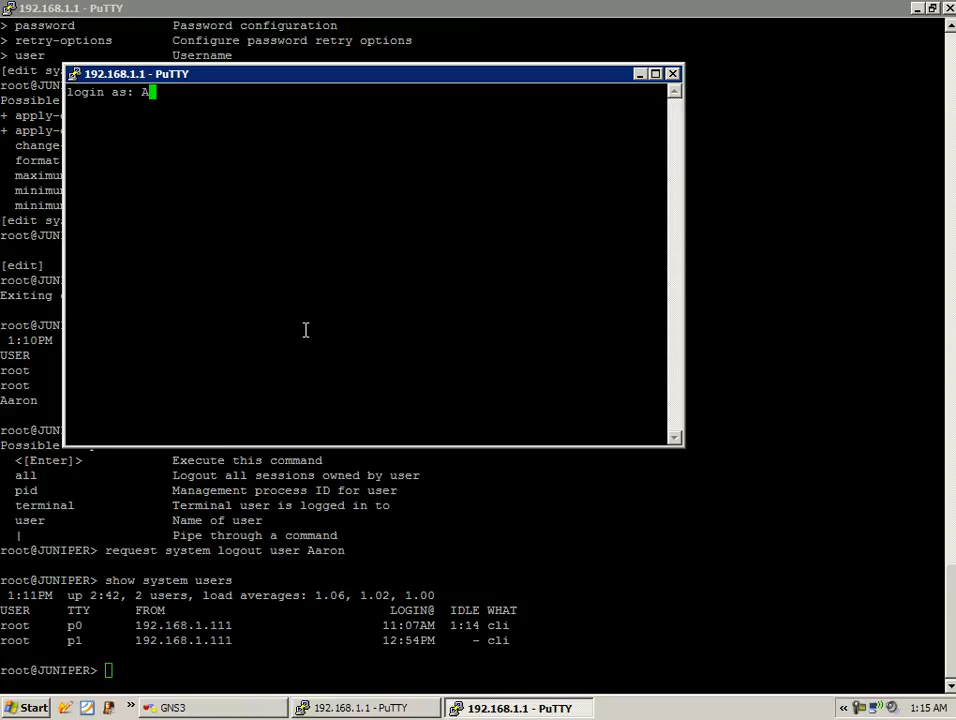 192.168.1.1 - PuTTY
> password Password configuration
> retry-options Configure password retry options
> user Username
[edit sy
root@JUN
Possible
+ apply-
+ apply-
change-
format
maximu
minimu
minimu
[edit sy
root@JUNI
[edit]
root@JUNI
Exiting
root@JUN
1:10PM
USER
root
root
Aaron
root@JUN
Possible
192.168.1.1 - PuTTY
login as: A
<[Enter]> Execute this command
all Logout all sessions owned by user
pid Management process ID for user
terminal Terminal user is logged in to
user Name of user
| Pipe through a command
root@JUNIPER> request system logout user Aaron
root@JUNIPER> show system users
1:11PM up 2:42, 2 users, load averages: 1.06, 1.02, 1.00
USER TTY FROM LOGIN@ IDLE WHAT
root p0 192.168.1.111 11:07AM 1:14 cli
root p1 192.168.1.111 12:54PM - cli
root@JUNIPER>
Start » GNS3 192.168.1.1 - PuTTY 192.168.1.1 - PuTTY « 1:15 AM